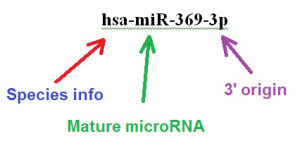 hsa-miR-369-3p
Species info
3' origin
Mature microRNA